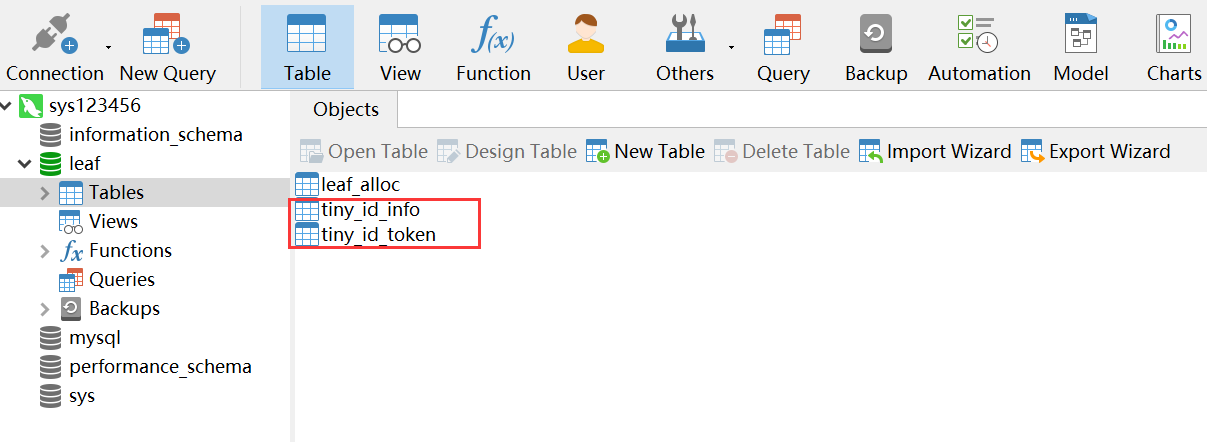 Connection New Query Table View Function User Others Query Backup Automation Model Charts
sys123456
information_schema
leaf
Tables
Views
Functions
Queries
Backups
mysql
performance_schema
sys
Objects
Open Table Design Table New Table Delete Table Import Wizard Export Wizard
leaf_alloc
tiny_id_info
tiny_id_token